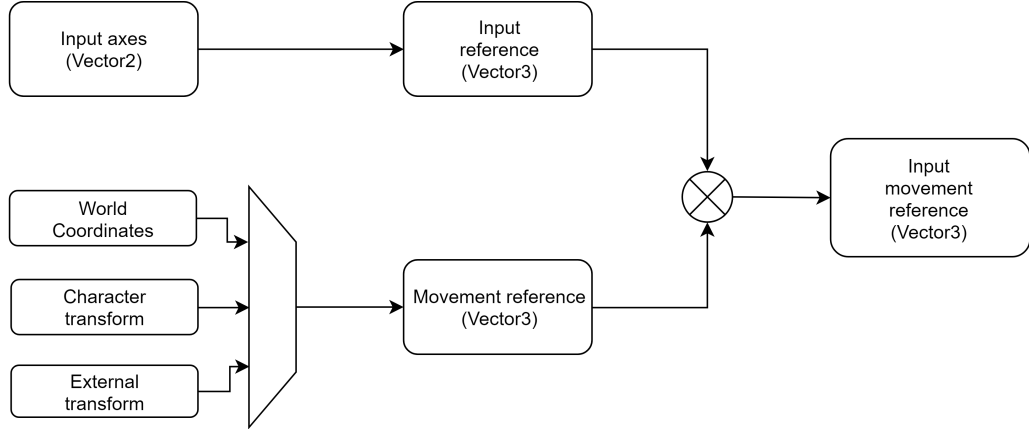 Input axes
(Vector2)
Input
reference
(Vector3)
Input
movement
reference
(Vector3)
World
Coordinates
Character
transform
External
transform
Movement reference
(Vector3)